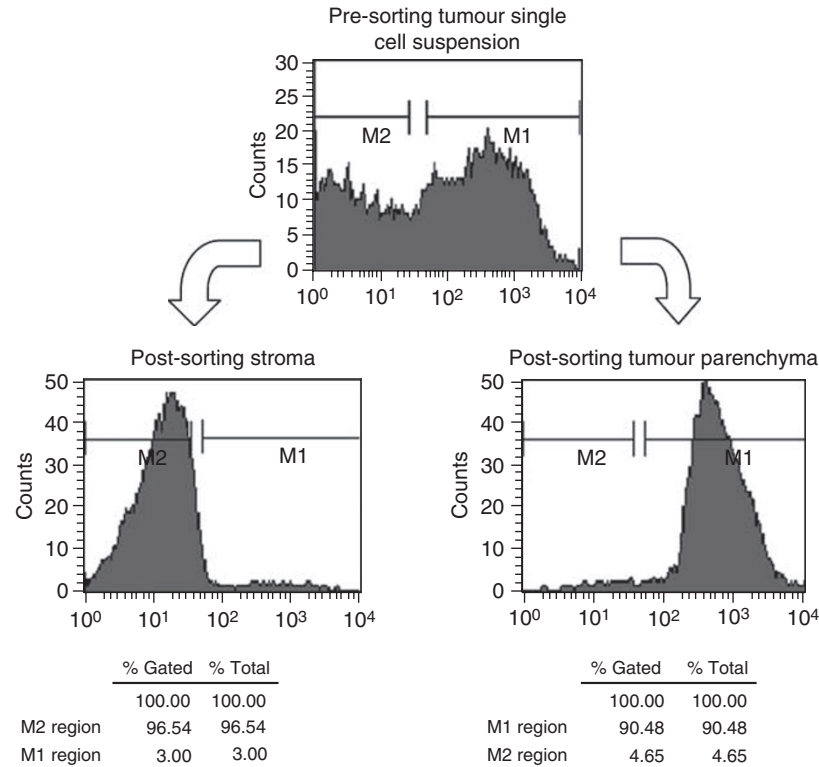 Pre-sorting tumour single
cell suspension
30
25
20
15
10
5
0
Counts
M2 M1
10⁰ 10¹ 10² 10³ 10⁴
Post-sorting stroma
50
40
30
20
10
0
Counts
M2 M1
10⁰ 10¹ 10² 10³ 10⁴
% Gated % Total
100.00 100.00
M2 region 96.54 96.54
M1 region 3.00 3.00
Post-sorting tumour parenchyma
50
40
30
20
10
0
Counts
M2 M1
10⁰ 10¹ 10² 10³ 10⁴
% Gated % Total
100.00 100.00
M1 region 90.48 90.48
M2 region 4.65 4.65